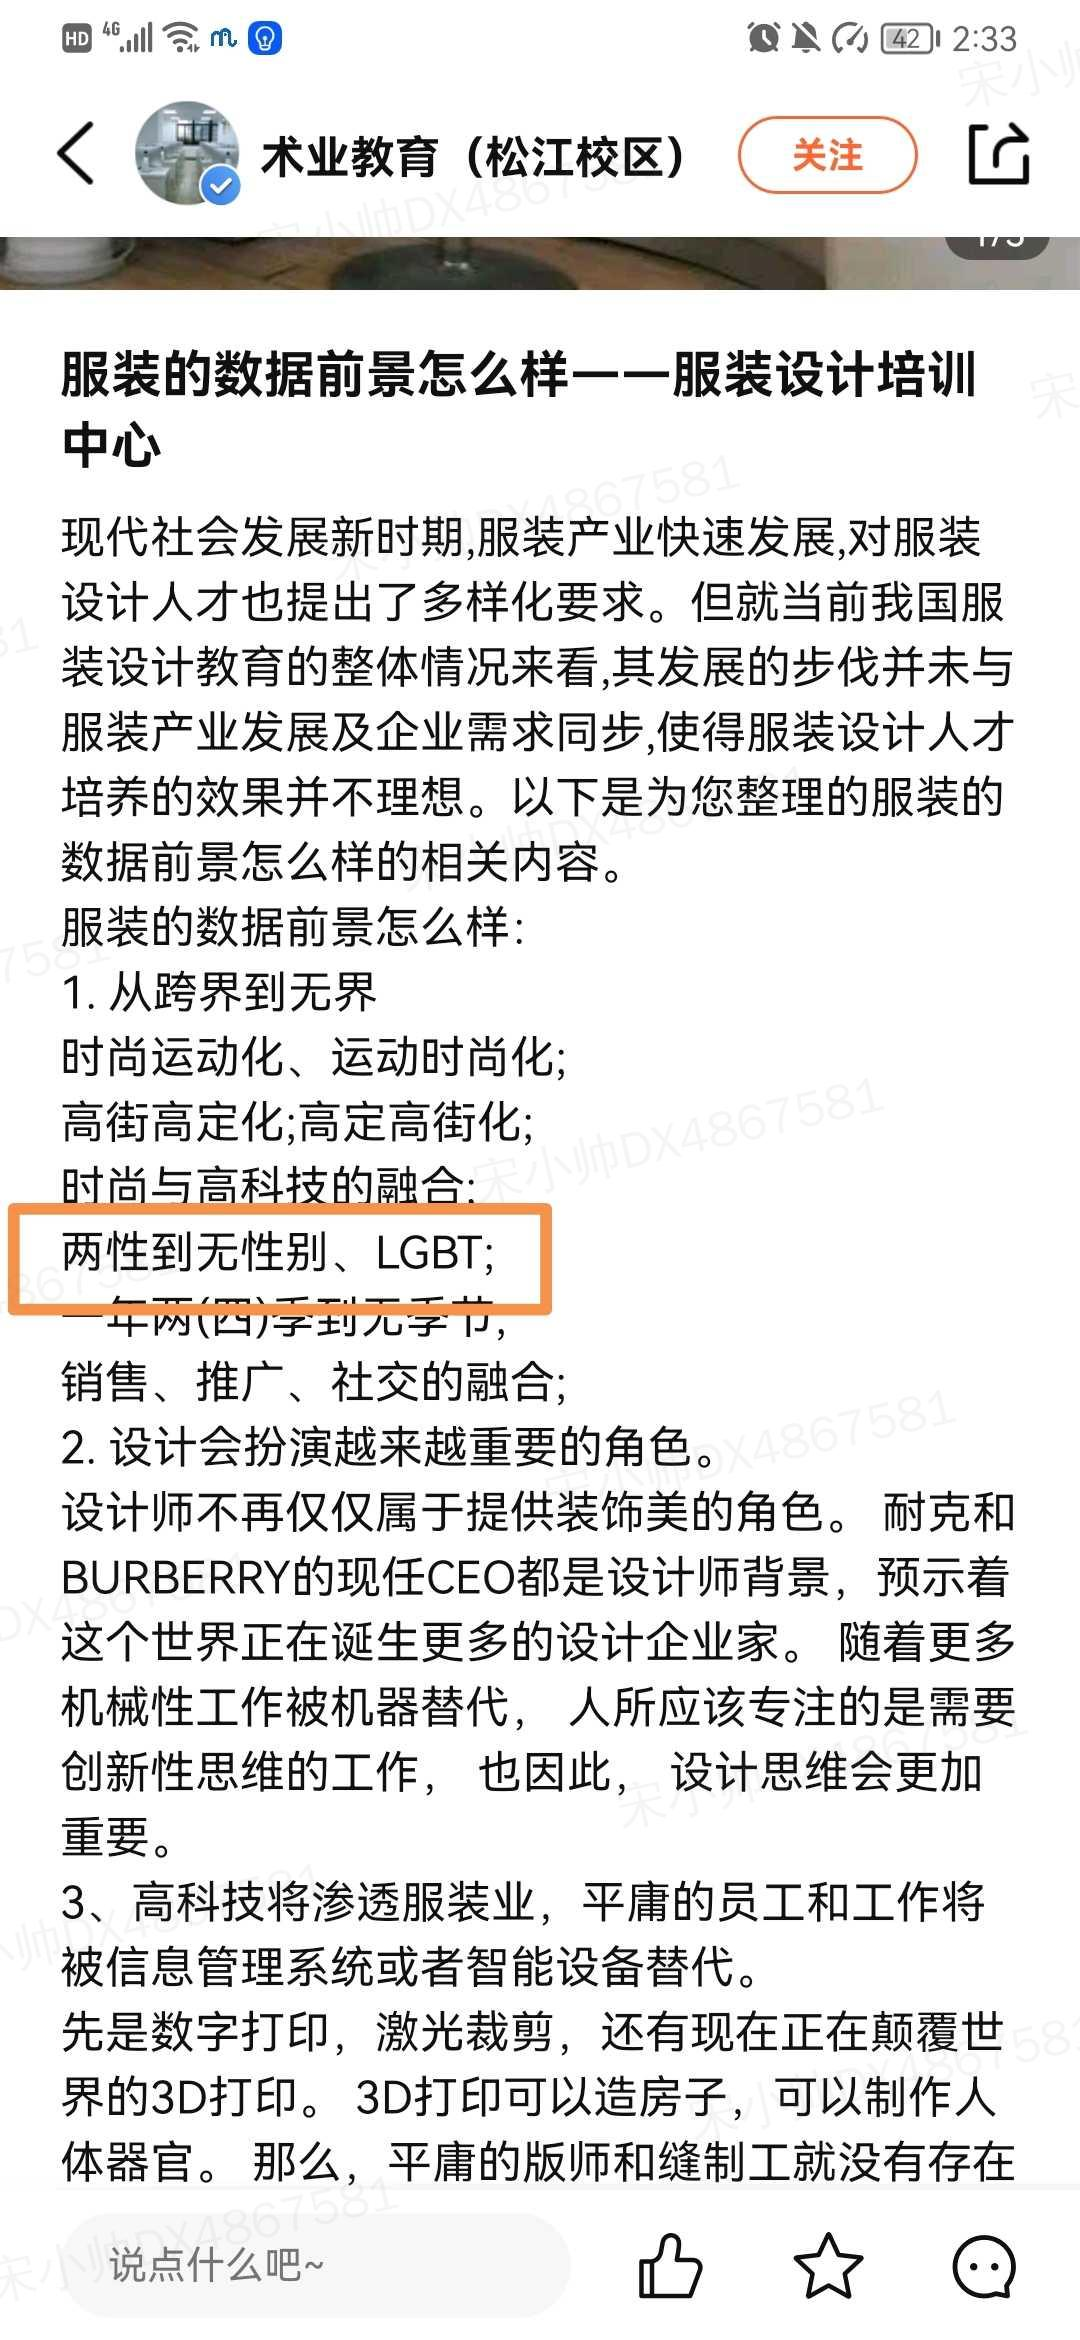 HD 4G 42 2:33
术业教育（松江校区） 关注
服装的数据前景怎么样——服装设计培训
中心
现代社会发展新时期,服装产业快速发展,对服装
设计人才也提出了多样化要求。但就当前我国服
装设计教育的整体情况来看,其发展的步伐并未与
服装产业发展及企业需求同步,使得服装设计人才
培养的效果并不理想。以下是为您整理的服装的
数据前景怎么样的相关内容。
服装的数据前景怎么样:
1. 从跨界到无界
时尚运动化、运动时尚化;
高街高定化;高定高街化;
时尚与高科技的融合;
两性到无性别、LGBT;
一年两(四)季到无季节;
销售、推广、社交的融合;
2. 设计会扮演越来越重要的角色。
设计师不再仅仅属于提供装饰美的角色。 耐克和
BURBERRY的现任CEO都是设计师背景，预示着
这个世界正在诞生更多的设计企业家。 随着更多
机械性工作被机器替代， 人所应该专注的是需要
创新性思维的工作， 也因此， 设计思维会更加
重要。
3、高科技将渗透服装业，平庸的员工和工作将
被信息管理系统或者智能设备替代。
先是数字打印，激光裁剪，还有现在正在颠覆世
界的3D打印。 3D打印可以造房子，可以制作人
体器官。 那么，平庸的版师和缝制工就没有存在
说点什么吧~
宋小帅DX4867581